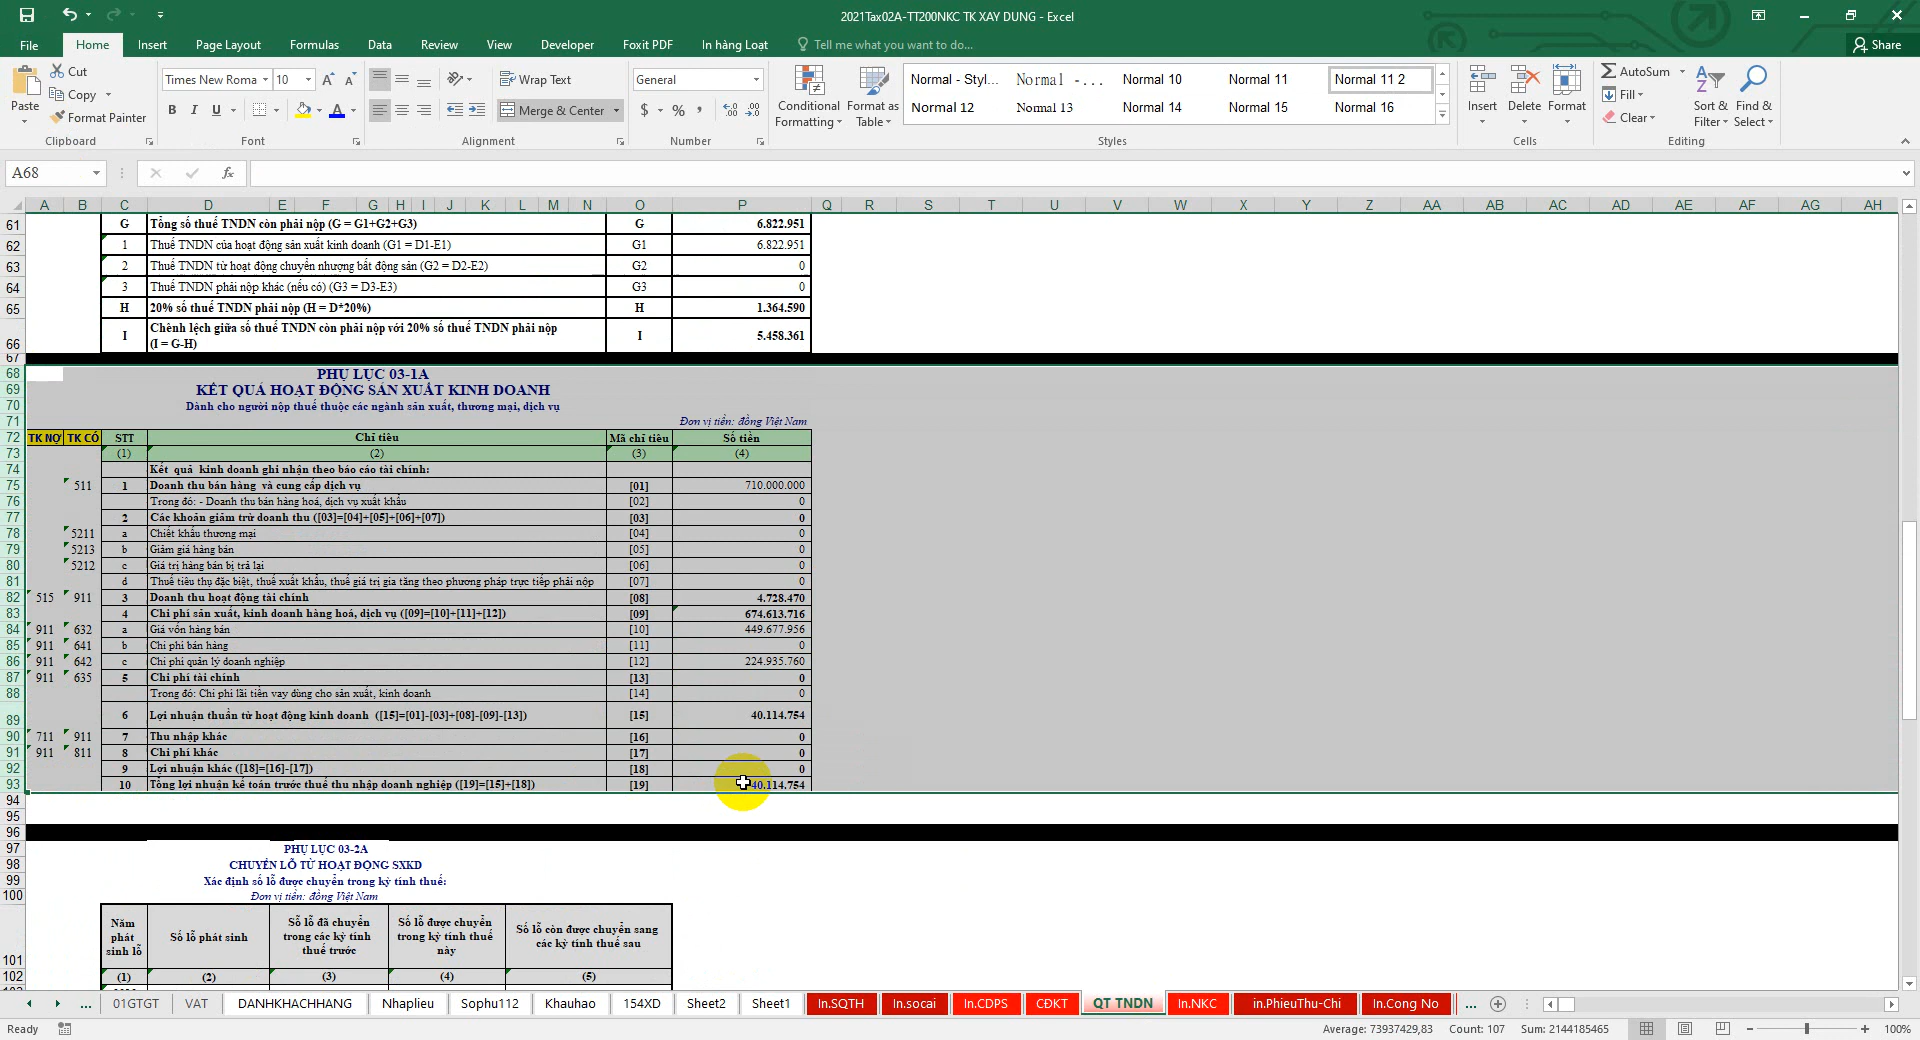 2021Tax02A-TT200NKC TK XAY DUNG - Excel
File Home Insert Page Layout Formulas Data Review View Developer Foxit PDF In hàng Loạt Tell me what you want to do... Share
Cut
Copy
Format Painter
Paste
Clipboard
Times New Roma 10
B I U
Font
Wrap Text
Merge & Center
Alignment
General
$ % ,
Number
Conditional Formatting
Format as Table
Normal - Styl... Normal -... Normal 10 Normal 11 Normal 11 2
Normal 12 Normal 13 Normal 14 Normal 15 Normal 16
Styles
Insert Delete Format
Cells
AutoSum
Fill
Clear
Sort & Filter
Find & Select
Editing
A68
fx
A B C D E F G H I J K L M N O P Q R S T U V W X Y Z AA AB AC AD AE AF AG AH
61 G Tổng số thuế TNDN còn phải nộp (G = G1+G2+G3) G 6.822.951
62 1 Thuế TNDN của hoạt động sản xuất kinh doanh (G1 = D1-E1) G1 6.822.951
63 2 Thuế TNDN từ hoạt động chuyển nhượng bất động sản (G2 = D2-E2) G2 0
64 3 Thuế TNDN phải nộp khác (nếu có) (G3 = D3-E3) G3 0
65 H 20% số thuế TNDN phải nộp (H = D*20%) H 1.364.590
66 I Chênh lệch giữa số thuế TNDN còn phải nộp với 20% số thuế TNDN phải nộp (I = G-H) I 5.458.361
67
68 PHỤ LỤC 03-1A
69 KẾT QUẢ HOẠT ĐỘNG SẢN XUẤT KINH DOANH
70 Dành cho người nộp thuế thuộc các ngành sản xuất, thương mại, dịch vụ
71 Đơn vị tiền: đồng Việt Nam
72 TK NỢ TK CÓ STT Chỉ tiêu Mã chỉ tiêu Số tiền
73 (1) (2) (3) (4)
74 Kết quả kinh doanh ghi nhận theo báo cáo tài chính:
75 511 1 Doanh thu bán hàng và cung cấp dịch vụ [01] 710.000.000
76 Trong đó: - Doanh thu bán hàng hoá, dịch vụ xuất khẩu [02] 0
77 2 Các khoản giảm trừ doanh thu ([03]=[04]+[05]+[06]+[07]) [03] 0
78 5211 a Chiết khấu thương mại [04] 0
79 5213 b Giảm giá hàng bán [05] 0
80 5212 c Giá trị hàng bán bị trả lại [06] 0
81 d Thuế tiêu thụ đặc biệt, thuế xuất khẩu, thuế giá trị gia tăng theo phương pháp trực tiếp phải nộp [07] 0
82 515 911 3 Doanh thu hoạt động tài chính [08] 4.728.470
83 4 Chi phí sản xuất, kinh doanh hàng hoá, dịch vụ ([09]=[10]+[11]+[12]) [09] 674.613.716
84 911 632 a Giá vốn hàng bán [10] 449.677.956
85 911 641 b Chi phí bán hàng [11] 0
86 911 642 c Chi phí quản lý doanh nghiệp [12] 224.935.760
87 911 635 5 Chi phí tài chính [13] 0
88 Trong đó: Chi phí lãi tiền vay dùng cho sản xuất, kinh doanh [14] 0
89 6 Lợi nhuận thuần từ hoạt động kinh doanh ([15]=[01]-[03]+[08]-[09]-[13]) [15] 40.114.754
90 711 911 7 Thu nhập khác [16] 0
91 911 811 8 Chi phí khác [17] 0
92 9 Lợi nhuận khác ([18]=[16]-[17]) [18] 0
93 10 Tổng lợi nhuận kế toán trước thuế thu nhập doanh nghiệp ([19]=[15]+[18]) [19] 40.114.754
94
95
96
97 PHỤ LỤC 03-2A
98 CHUYỂN LỖ TỪ HOẠT ĐỘNG SXKD
99 Xác định số lỗ được chuyển trong kỳ tính thuế:
100 Đơn vị tiền: đồng Việt Nam
101 Năm phát sinh lỗ Số lỗ phát sinh Số lỗ đã chuyển trong các kỳ tính thuế trước Số lỗ được chuyển trong kỳ tính thuế này Số lỗ còn được chuyển sang các kỳ tính thuế sau
102 (1) (2) (3) (4) (5)
... 01GTGT VAT DANHKHACHHANG Nhaplieu Sophu112 Khauhao 154XD Sheet2 Sheet1 In.SQTH In.socai In.CDPS CĐKT QT TNDN In.NKC in.PhieuThu-Chi In.Cong No ...
Ready Average: 73937429,83 Count: 107 Sum: 2144185465 100%